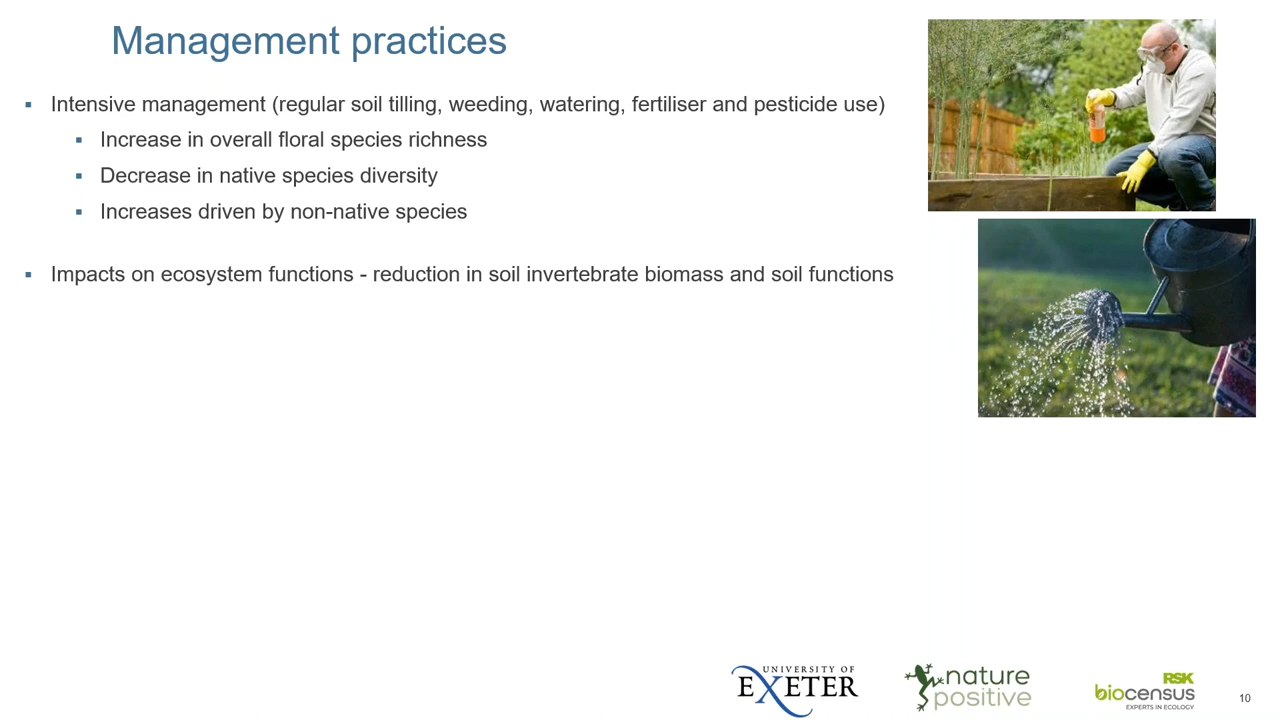 Management practices
Intensive management (regular soil tilling, weeding, watering, fertiliser and pesticide use)
Increase in overall floral species richness
Decrease in native species diversity
Increases driven by non-native species
Impacts on ecosystem functions - reduction in soil invertebrate biomass and soil functions
UNIVERSITY OF
EXETER
nature
positive
RSK
biocensus
EXPERTS IN ECOLOGY
10